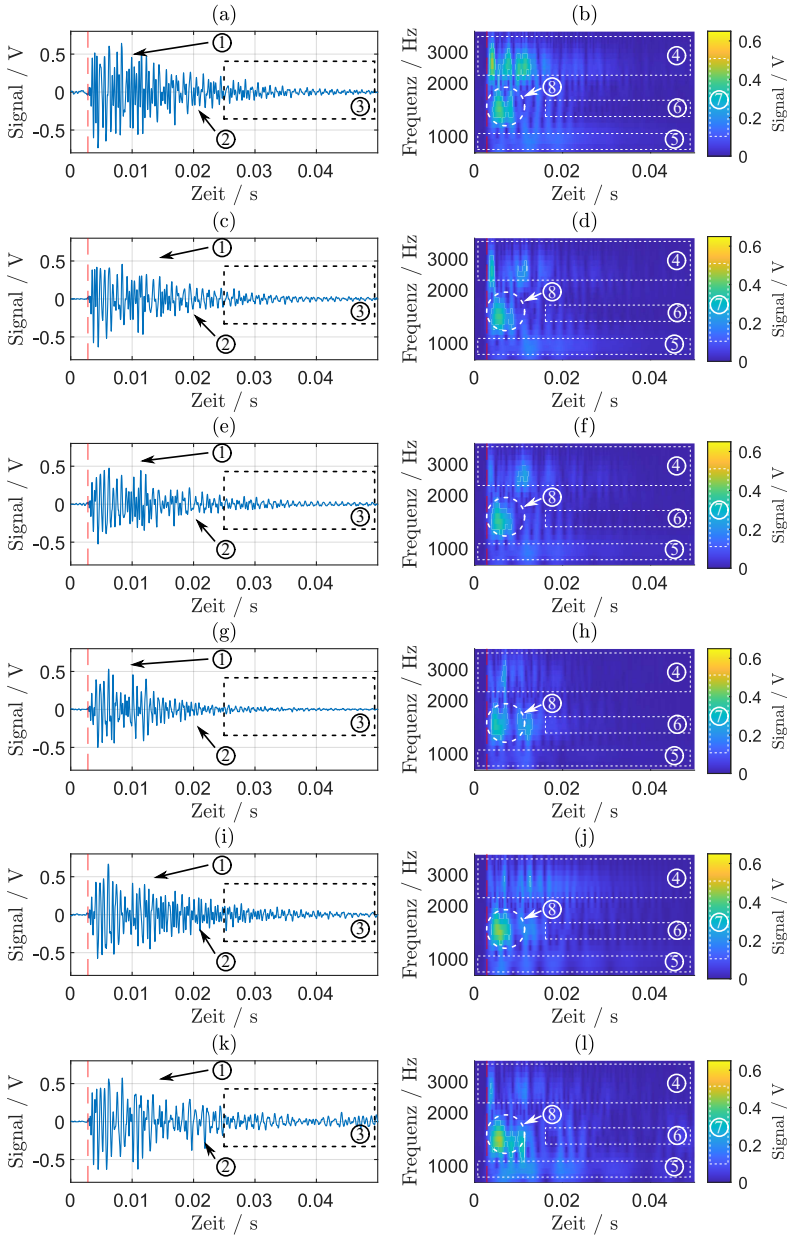 (a) (b)
Signal / V 0.5 0 -0.5 ① ② ③
0 0.01 0.02 0.03 0.04
Zeit / s
Frequenz / Hz 3000 2000 1000 ④ ⑧ ⑥ ⑤
0 0.02 0.04
Zeit / s
0.6 0.4 ⑦ 0.2 0 Signal / V
(c) (d)
Signal / V 0.5 0 -0.5 ① ② ③
0 0.01 0.02 0.03 0.04
Zeit / s
Frequenz / Hz 3000 2000 1000 ④ ⑧ ⑥ ⑤
0 0.02 0.04
Zeit / s
0.6 0.4 ⑦ 0.2 0 Signal / V
(e) (f)
Signal / V 0.5 0 -0.5 ① ② ③
0 0.01 0.02 0.03 0.04
Zeit / s
Frequenz / Hz 3000 2000 1000 ④ ⑧ ⑥ ⑤
0 0.02 0.04
Zeit / s
0.6 0.4 ⑦ 0.2 0 Signal / V
(g) (h)
Signal / V 0.5 0 -0.5 ① ② ③
0 0.01 0.02 0.03 0.04
Zeit / s
Frequenz / Hz 3000 2000 1000 ④ ⑧ ⑥ ⑤
0 0.02 0.04
Zeit / s
0.6 0.4 ⑦ 0.2 0 Signal / V
(i) (j)
Signal / V 0.5 0 -0.5 ① ② ③
0 0.01 0.02 0.03 0.04
Zeit / s
Frequenz / Hz 3000 2000 1000 ④ ⑧ ⑥ ⑤
0 0.02 0.04
Zeit / s
0.6 0.4 ⑦ 0.2 0 Signal / V
(k) (l)
Signal / V 0.5 0 -0.5 ① ② ③
0 0.01 0.02 0.03 0.04
Zeit / s
Frequenz / Hz 3000 2000 1000 ④ ⑧ ⑥ ⑤
0 0.02 0.04
Zeit / s
0.6 0.4 ⑦ 0.2 0 Signal / V